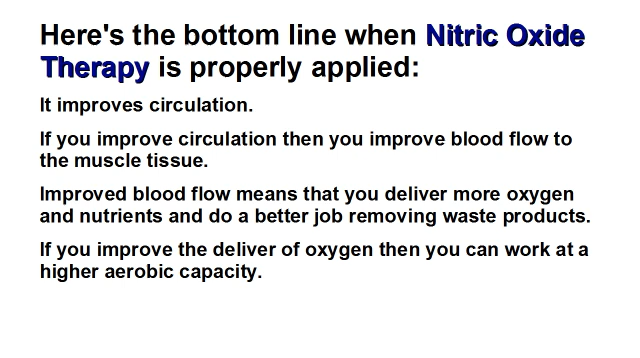 Here's the bottom line when Nitric Oxide
Therapy is properly applied:
It improves circulation.
If you improve circulation then you improve blood flow to
the muscle tissue.
Improved blood flow means that you deliver more oxygen
and nutrients and do a better job removing waste products.
If you improve the deliver of oxygen then you can work at a
higher aerobic capacity.